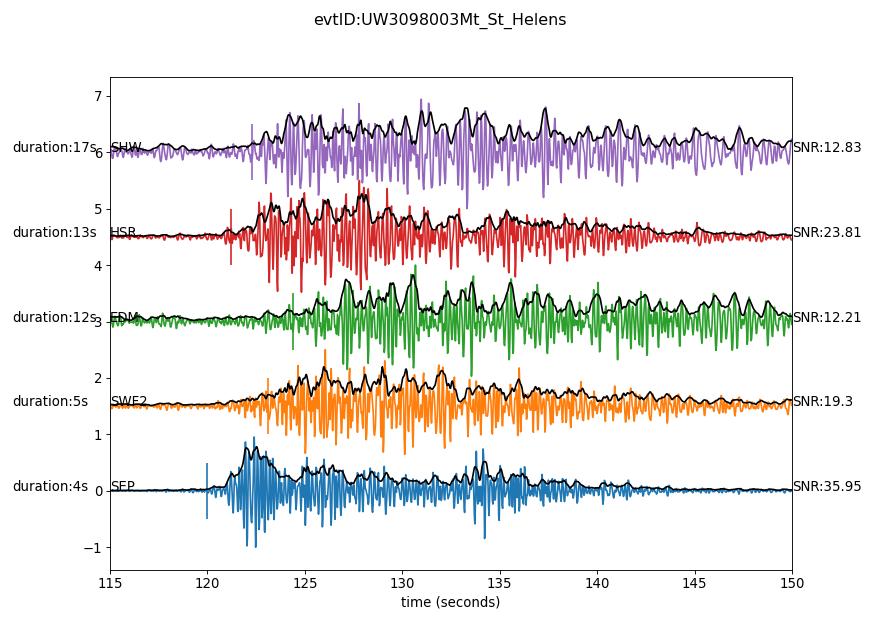 evtID:UW3098003Mt_St_Helens
7
duration:17s SHW 6 SNR:12.83
5
duration:13s HSR SNR:23.81
4
duration:12s EDM 3 SNR:12.21
2
duration:5s SWF2 SNR:19.3
1
duration:4s SEP 0 SNR:35.95
−1
115 120 125 130 135 140 145 150
time (seconds)